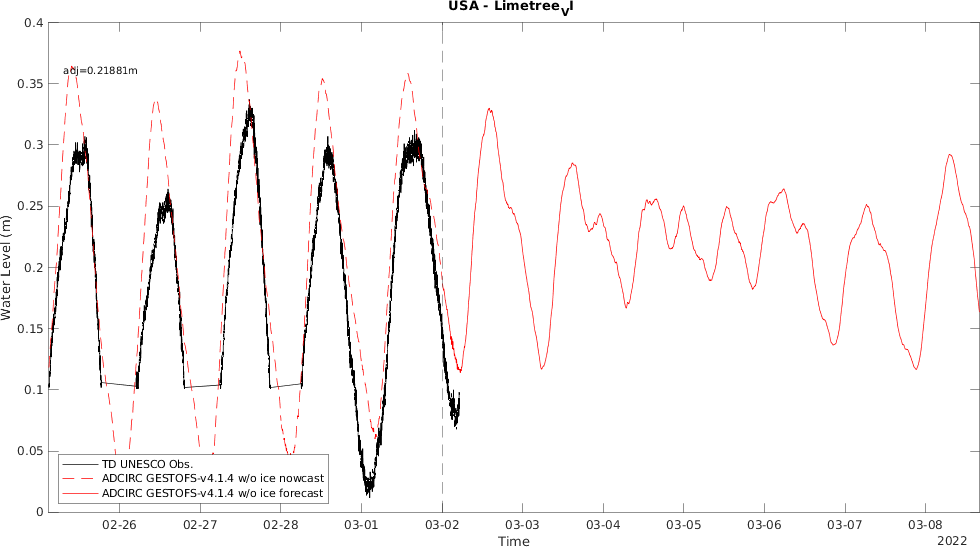 USA - Limetree_VI
adj=0.21881m
0.4
0.35
0.3
0.25
0.2
0.15
0.1
0.05
0
Water Level (m)
TD UNESCO Obs.
ADCIRC GESTOFS-v4.1.4 w/o ice nowcast
ADCIRC GESTOFS-v4.1.4 w/o ice forecast
02-26 02-27 02-28 03-01 03-02 03-03 03-04 03-05 03-06 03-07 03-08
Time
2022